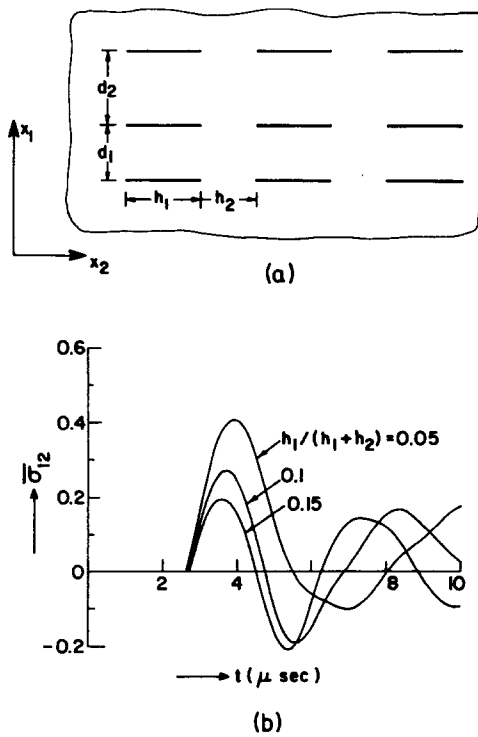 d₂
x₁
d₁
h₁
h₂
x₂
(a)
0.6
0.4
h₁/(h₁+h₂)=0.05
σ̅₁₂
0.2
0.1
0.15
0
2
4
6
8
10
-0.2
t(μ sec)
(b)